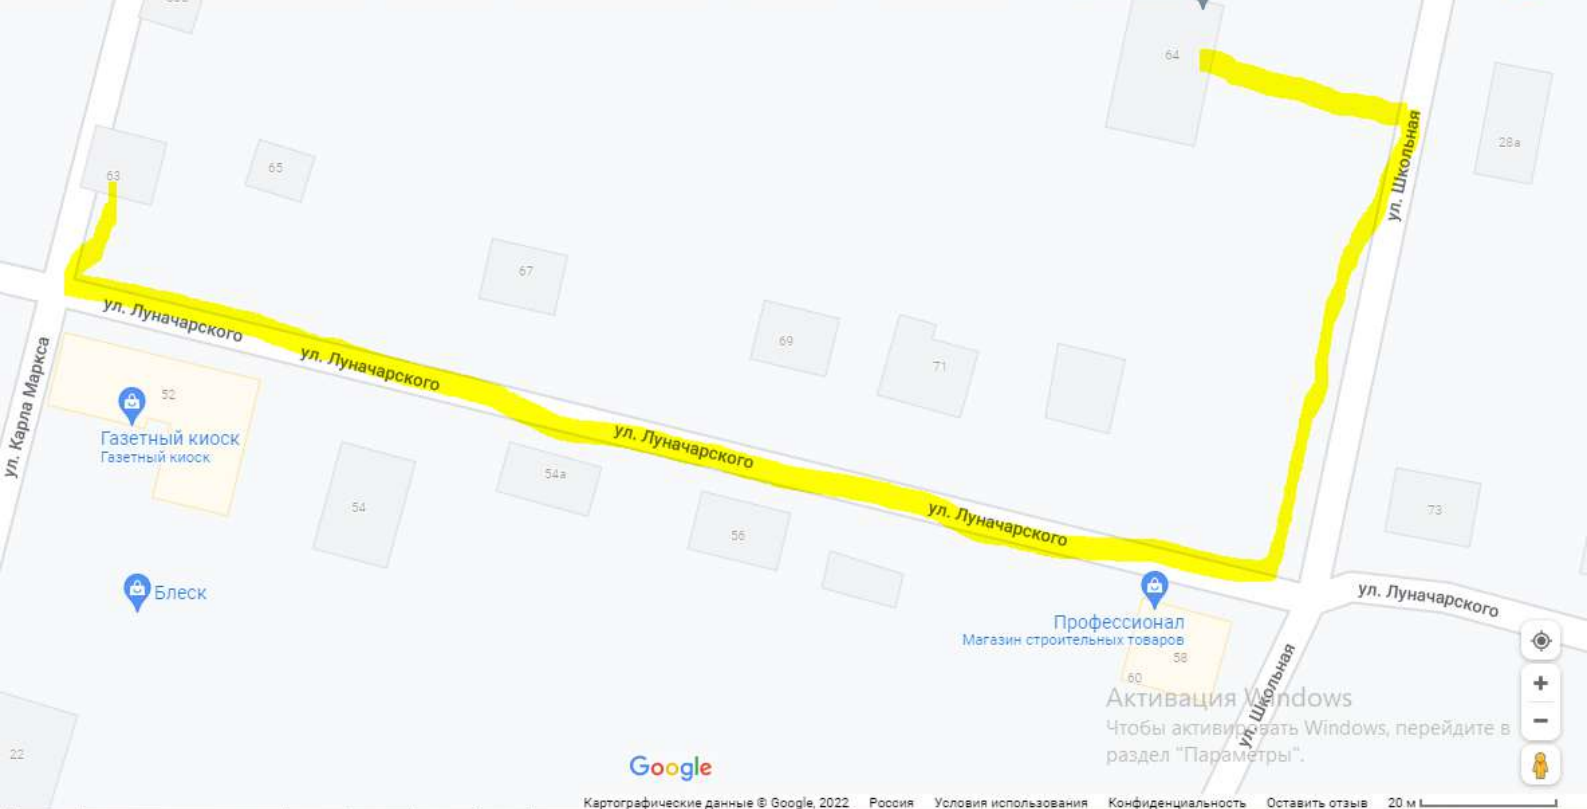 64
28а
ул. Школьная
63
65
67
ул. Луначарского
69
ул. Карла Маркса
ул. Луначарского
71
52
Газетный киоск
Газетный киоск
ул. Луначарского
54а
54
56
ул. Луначарского
73
Блеск
ул. Луначарского
Профессионал
Магазин строительных товаров
58
60
ул. Школьная
Активация Windows
Чтобы активировать Windows, перейдите в
раздел "Параметры".
22
Google
Картографические данные © Google, 2022 Россия Условия использования Конфиденциальность Оставить отзыв 20 м